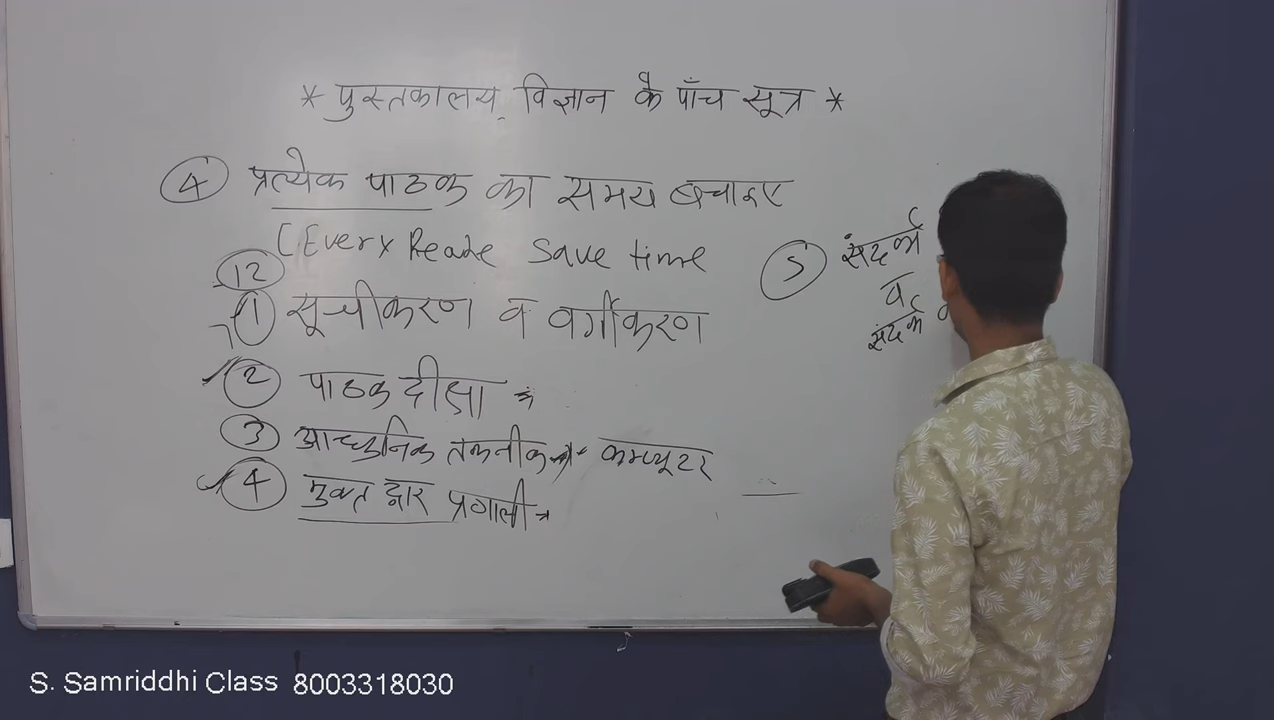 * पुस्तकालय विज्ञान के पाँच सूत्र *
4 प्रत्येक पाठक का समय बचाइए
[Every Reade Save time
12
1 सूचीकरण व वर्गीकरण
2 पाठक दीक्षा
3 आधुनिक तकनीक कम्प्यूटर
4 मुक्त द्वार प्रणाली
5 संदर्भ
व
संदर्भ
S. Samriddhi Class 8003318030